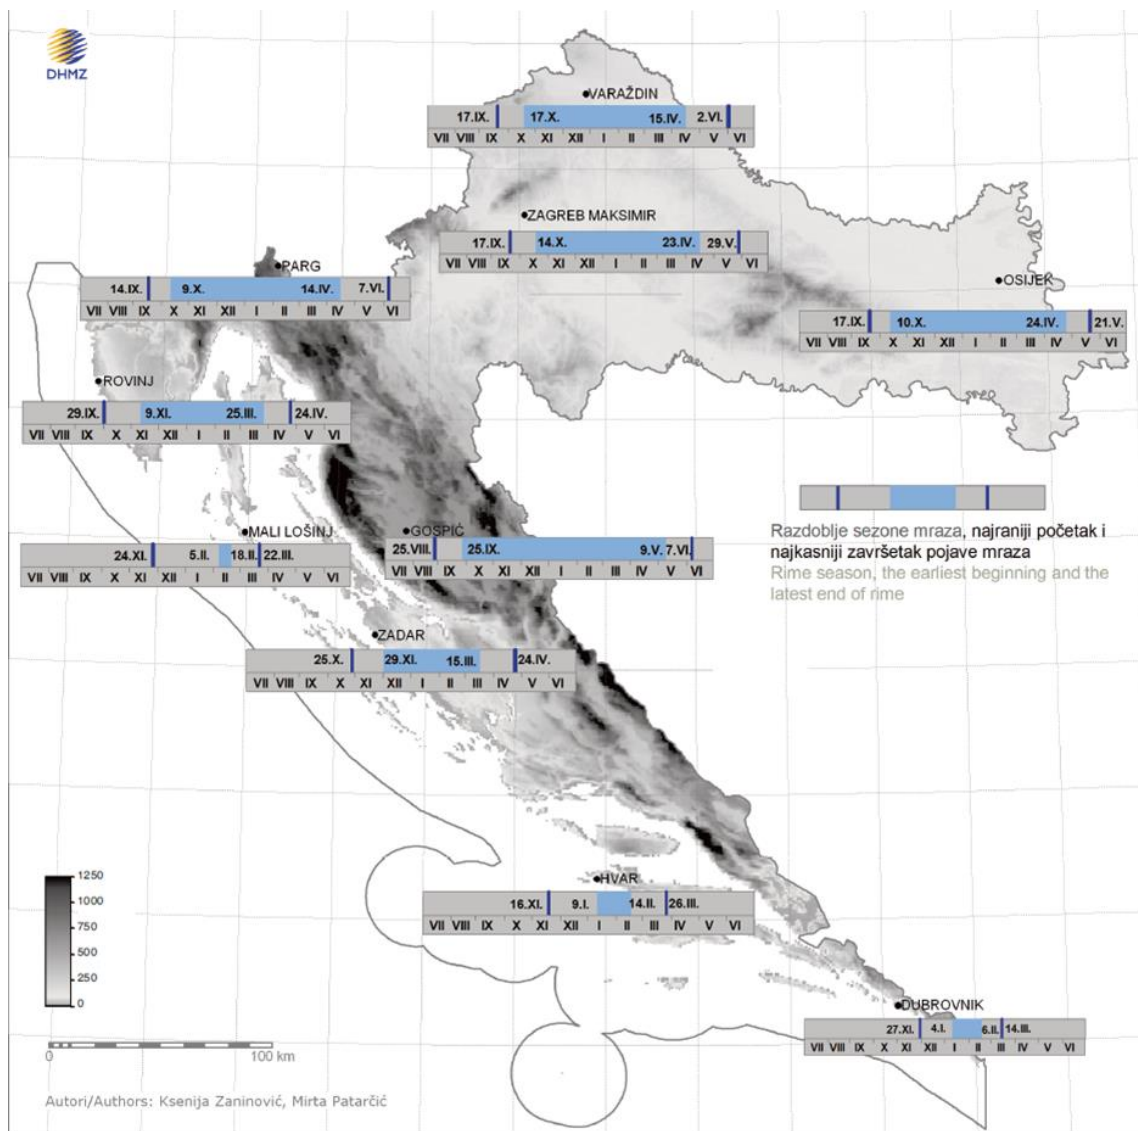 DHMZ
VARAŽDIN
17.IX. 17.X. 15.IV. 2.VI.
VII VIII IX X XI XII I II III IV V VI
ZAGREB MAKSIMIR
17.IX. 14.X. 23.IV. 29.V.
VII VIII IX X XI XII I II III IV V VI
PARG
14.IX. 9.X. 14.IV. 7.VI.
VII VIII IX X XI XII I II III IV V VI
OSIJEK
17.IX. 10.X. 24.IV. 21.V.
VII VIII IX X XI XII I II III IV V VI
ROVINJ
29.IX. 9.XI. 25.III. 24.IV.
VII VIII IX X XI XII I II III IV V VI
MALI LOŠINJ
24.XI. 5.II. 18.II. 22.III.
VII VIII IX X XI XII I II III IV V VI
GOSPIĆ
25.VIII. 25.IX. 9.V. 7.VI.
VII VIII IX X XI XII I II III IV V VI
Razdoblje sezone mraza, najraniji početak i
najkasniji završetak pojave mraza
Rime season, the earliest beginning and the
latest end of rime
ZADAR
25.X. 29.XI. 15.III. 24.IV.
VII VIII IX X XI XII I II III IV V VI
HVAR
16.XI. 9.I. 14.II. 26.III.
VII VIII IX X XI XII I II III IV V VI
DUBROVNIK
27.XI. 4.I. 6.II. 14.III.
VII VIII IX X XI XII I II III IV V VI
1250
1000
750
500
250
0
0 100 km
Autori/Authors: Ksenija Zaninović, Mirta Patarčić